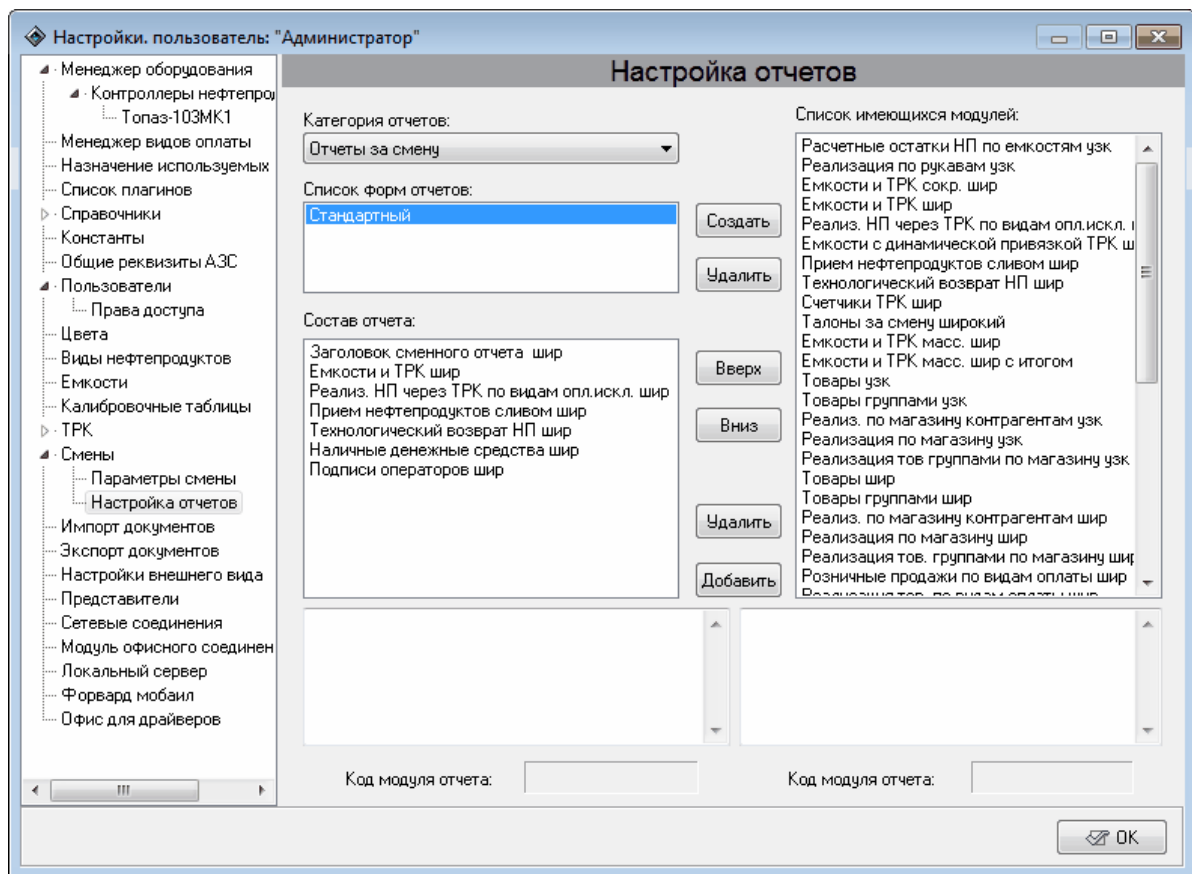 Настройки. пользователь: "Администратор"
Менеджер оборудования
Контроллеры нефтепро
Топаз-103МК1
Менеджер видов оплаты
Назначение используемых
Список плагинов
Справочники
Константы
Общие реквизиты АЗС
Пользователи
Права доступа
Цвета
Виды нефтепродуктов
Емкости
Калибровочные таблицы
ТРК
Смены
Параметры смены
Настройка отчетов
Импорт документов
Экспорт документов
Настройки внешнего вида
Представители
Сетевые соединения
Модуль офисного соединен
Локальный сервер
Форвард мобаил
Офис для драйверов
Настройка отчетов
Категория отчетов:
Отчеты за смену
Список форм отчетов:
Стандартный
Создать
Удалить
Состав отчета:
Заголовок сменного отчета шир
Емкости и ТРК шир
Реализ. НП через ТРК по видам опл.искл. шир
Прием нефтепродуктов сливом шир
Технологический возврат НП шир
Наличные денежные средства шир
Подписи операторов шир
Вверх
Вниз
Удалить
Добавить
Список имеющихся модулей:
Расчетные остатки НП по емкостям узк
Реализация по рукавам узк
Емкости и ТРК сокр. шир
Емкости и ТРК шир
Реализ. НП через ТРК по видам опл.искл.
Емкости с динамической привязкой ТРК ш
Прием нефтепродуктов сливом шир
Технологический возврат НП шир
Счетчики ТРК шир
Талоны за смену широкий
Емкости и ТРК масс. шир
Емкости и ТРК масс. шир с итогом
Товары узк
Товары группами узк
Реализ. по магазину контрагентам узк
Реализация по магазину узк
Реализация тов группами по магазину узк
Товары шир
Товары группами шир
Реализ. по магазину контрагентам шир
Реализация по магазину шир
Реализация тов. группами по магазину шир
Розничные продажи по видам оплаты шир
Реализация тов. по видам оплаты шир
Код модуля отчета:
Код модуля отчета:
OK